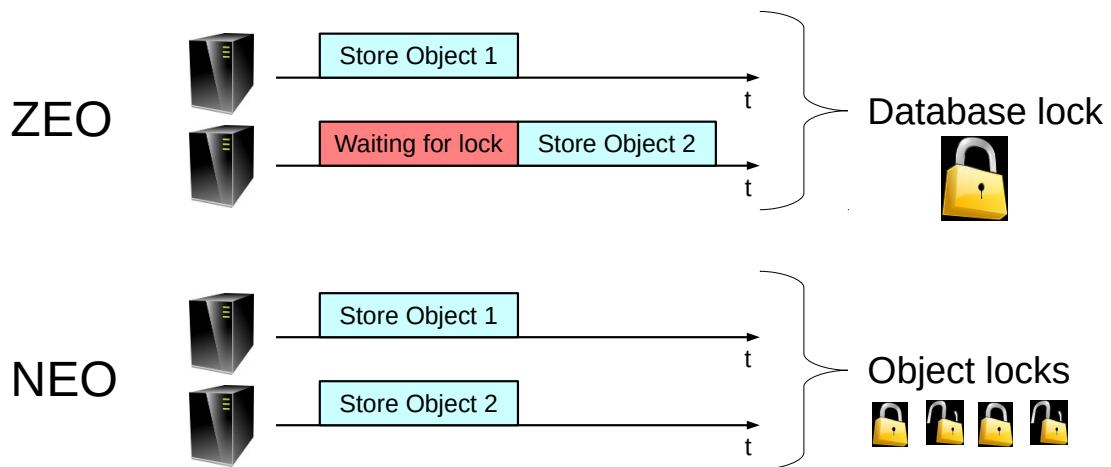 ZEO
Store Object 1
t
Waiting for lock
Store Object 2
t
Database lock
NEO
Store Object 1
t
Store Object 2
t
Object locks